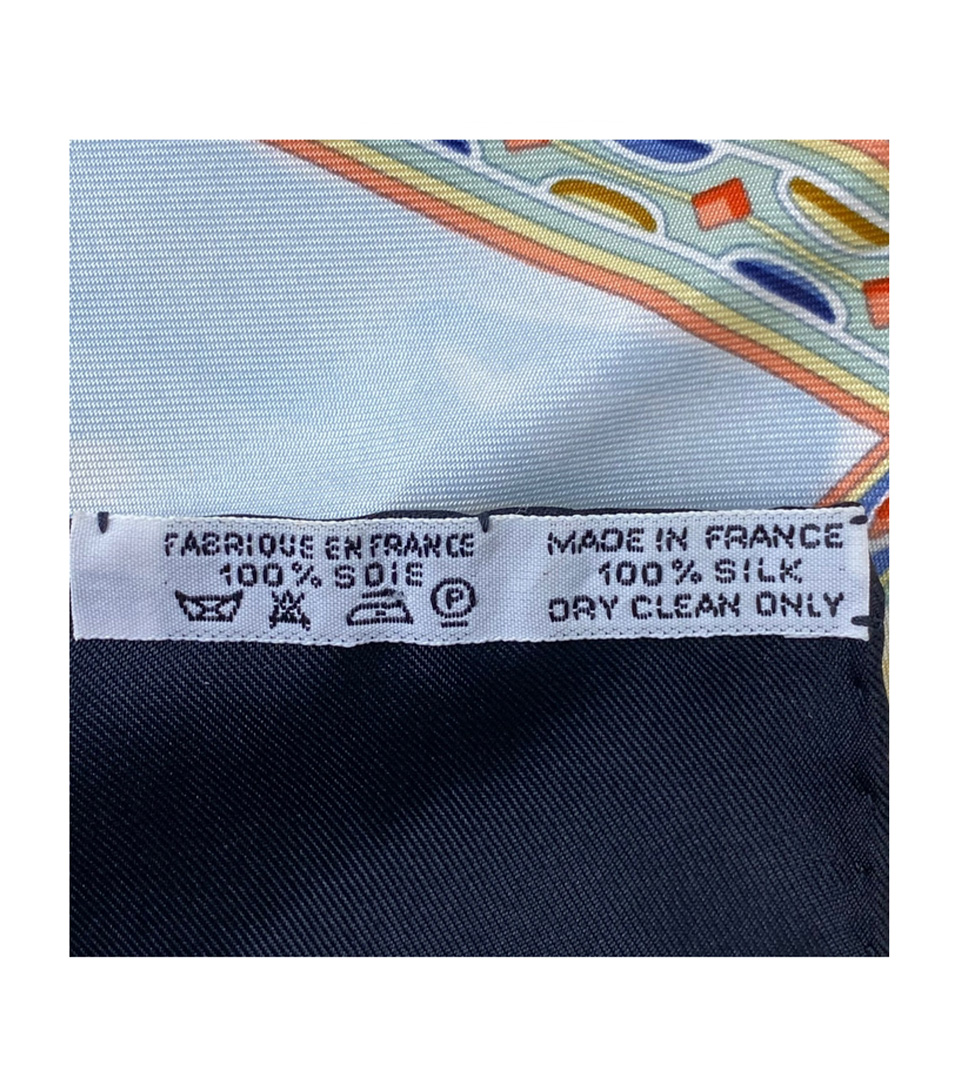 FABRIQUE EN FRANCE
100% SOIE
P
MADE IN FRANCE
100% SILK
DRY CLEAN ONLY